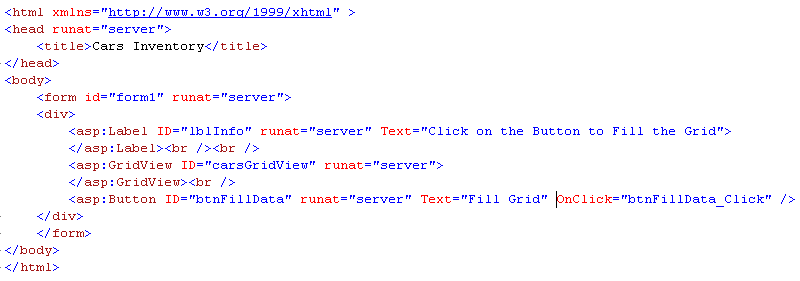 <html xmlns="http://www.w3.org/1999/xhtml" >
<head runat="server">
<title>Cars Inventory</title>
</head>
<body>
<form id="form1" runat="server">
<div>
<asp:Label ID="lblInfo" runat="server" Text="Click on the Button to Fill the Grid">
</asp:Label><br /><br />
<asp:GridView ID="carsGridView" runat="server">
</asp:GridView><br />
<asp:Button ID="btnFillData" runat="server" Text="Fill Grid" OnClick="btnFillData_Click" />
</div>
</form>
</body>
</html>